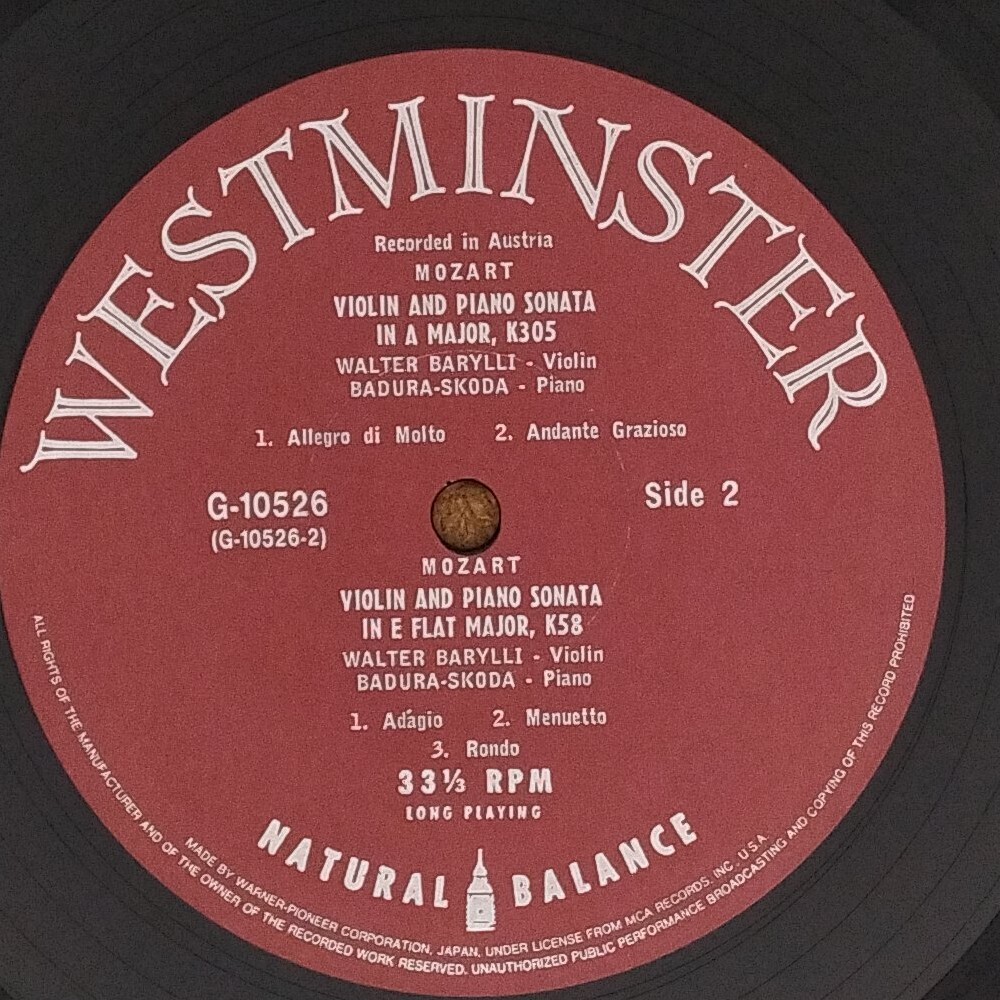 WESTMINSTER
Recorded in Austria
MOZART
VIOLIN AND PIANO SONATA
IN A MAJOR, K305
WALTER BARYLLI - Violin
BADURA-SKODA - Piano
1. Allegro di Molto 2. Andante Grazioso
G-10526
(G-10526-2)
Side 2
MOZART
VIOLIN AND PIANO SONATA
IN E FLAT MAJOR, K58
WALTER BARYLLI - Violin
BADURA-SKODA - Piano
1. Adagio 2. Menuetto
3. Rondo
33⅓ RPM
LONG PLAYING
NATURAL BALANCE
MADE BY WARNER-PIONEER CORPORATION, JAPAN, UNDER LICENSE FROM MCA RECORDS, INC. U.S.A.
ALL RIGHTS OF THE MANUFACTURER AND OF THE OWNER OF THE RECORDED WORK RESERVED. UNAUTHORIZED PUBLIC PERFORMANCE BROADCASTING AND COPYING OF THIS RECORD PROHIBITED